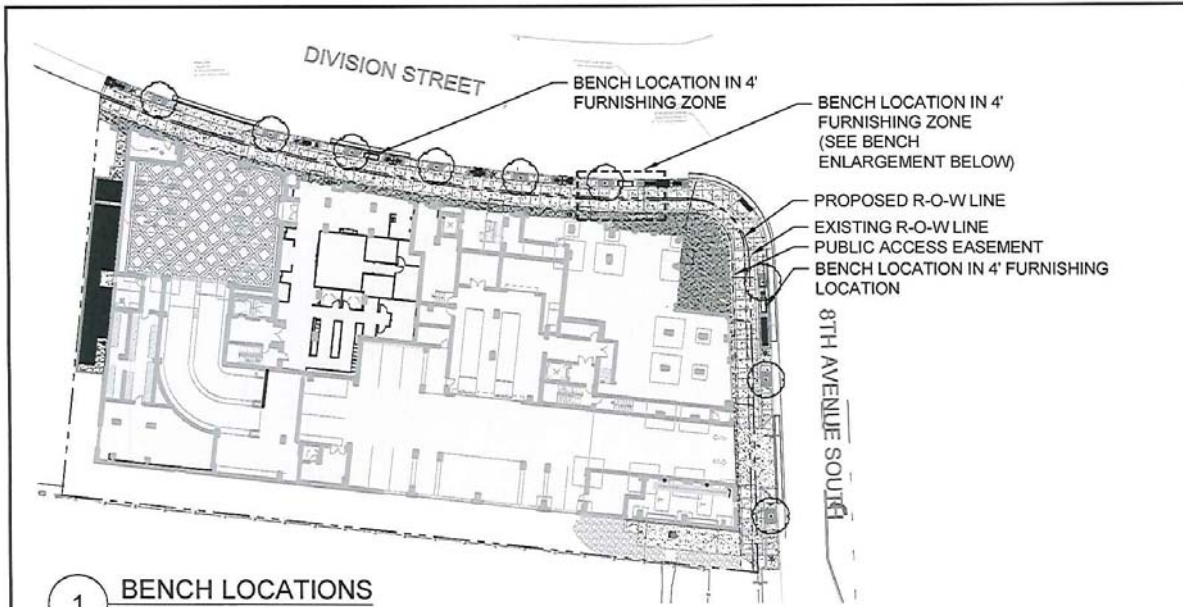 DIVISION STREET
BENCH LOCATION IN 4'
FURNISHING ZONE
BENCH LOCATION IN 4'
FURNISHING ZONE
(SEE BENCH
ENLARGEMENT BELOW)
PROPOSED R-O-W LINE
EXISTING R-O-W LINE
PUBLIC ACCESS EASEMENT
BENCH LOCATION IN 4' FURNISHING
LOCATION
8TH AVENUE SOUTH
1
BENCH LOCATIONS